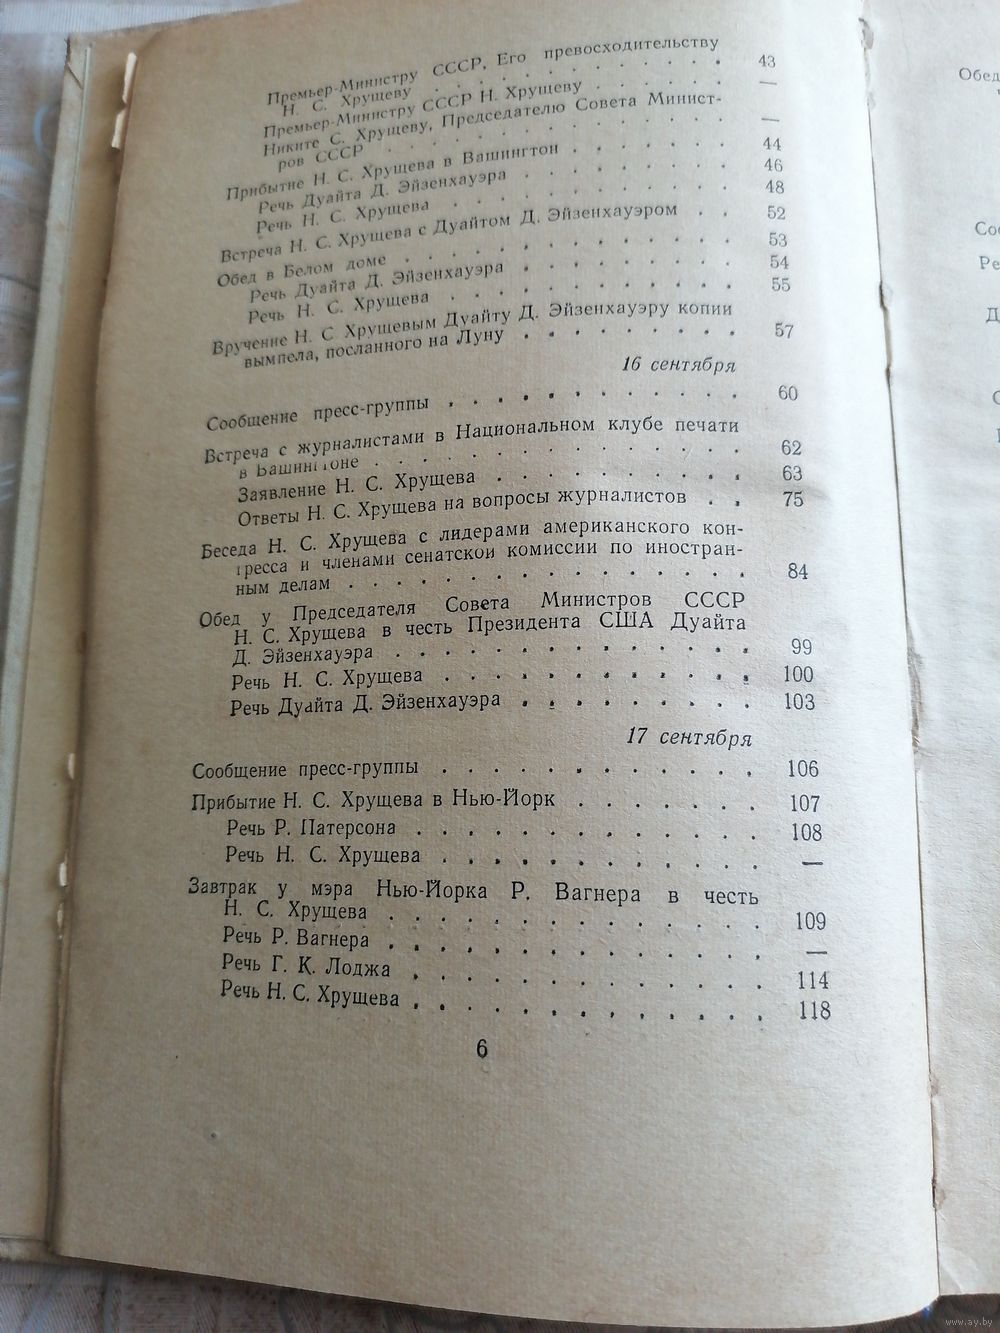 Премьер-Министру СССР, Его превосходительству
Н. С. Хрущеву . . . . . . . . . . . 43
Премьер-Министру СССР Н. Хрущеву . . . . . . —
Никите С. Хрущеву, Председателю Совета Минист-
ров СССР . . . . . . . . . . . . —
Прибытие Н. С. Хрущева в Вашингтон . . . . . . . 44
Речь Дуайта Д. Эйзенхауэра . . . . . . . . 46
Речь Н. С. Хрущева . . . . . . . . . . . 48
Встреча Н. С. Хрущева с Дуайтом Д. Эйзенхауэром . . 52
Обед в Белом доме . . . . . . . . . . . . 53
Речь Дуайта Д. Эйзенхауэра . . . . . . . . 54
Речь Н. С. Хрущева . . . . . . . . . . . 55
Вручение Н. С Хрущевым Дуайту Д. Эйзенхауэру копии
вымпела, посланного на Луну . . . . . . . . 57
16 сентября
Сообщение пресс-группы . . . . . . . . . . . . 60
Встреча с журналистами в Национальном клубе печати
в Вашингтоне . . . . . . . . . . . . . . 62
Заявление Н. С. Хрущева . . . . . . . . . 63
Ответы Н. С. Хрущева на вопросы журналистов . . 75
Беседа Н. С. Хрущева с лидерами американского кон-
гресса и членами сенатской комиссии по иностран-
ным делам . . . . . . . . . . . . . . . 84
Обед у Председателя Совета Министров СССР
Н. С. Хрущева в честь Президента США Дуайта
Д. Эйзенхауэра . . . . . . . . . . . . . 99
Речь Н. С. Хрущева . . . . . . . . . . . 100
Речь Дуайта Д. Эйзенхауэра . . . . . . . . 103
17 сентября
Сообщение пресс-группы . . . . . . . . . . . . 106
Прибытие Н. С. Хрущева в Нью-Йорк . . . . . . . 107
Речь Р. Патерсона . . . . . . . . . . . . 108
Речь Н. С. Хрущева . . . . . . . . . . . —
Завтрак у мэра Нью-Йорка Р. Вагнера в честь
Н. С. Хрущева . . . . . . . . . . . . . 109
Речь Р. Вагнера . . . . . . . . . . . . . —
Речь Г. К. Лоджа . . . . . . . . . . . . 114
Речь Н. С. Хрущева . . . . . . . . . . . . 118
6
Обед
Ре
www.ay.by